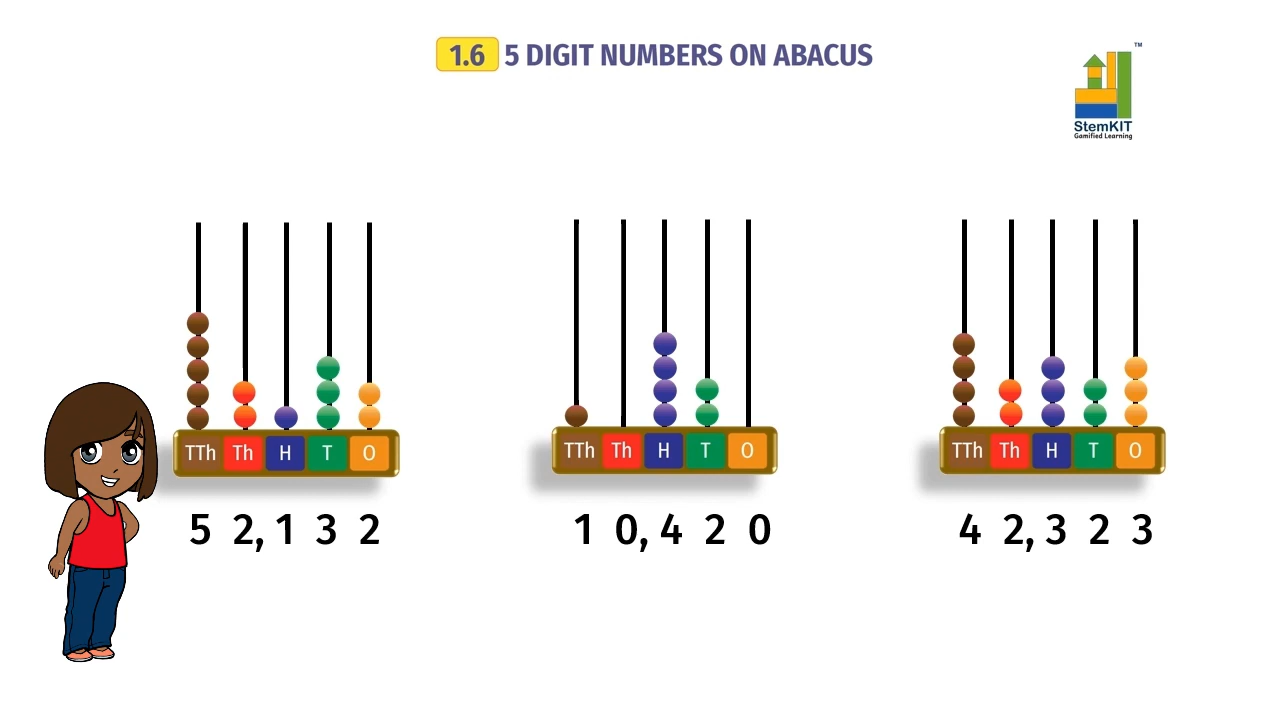 1.6 5 DIGIT NUMBERS ON ABACUS
TM
StemKIT
Gamified Learning
TTh Th H T O
5 2,1 3 2
TTh Th H T O
1 0,4 2 0
TTh Th H T O
4 2,3 2 3